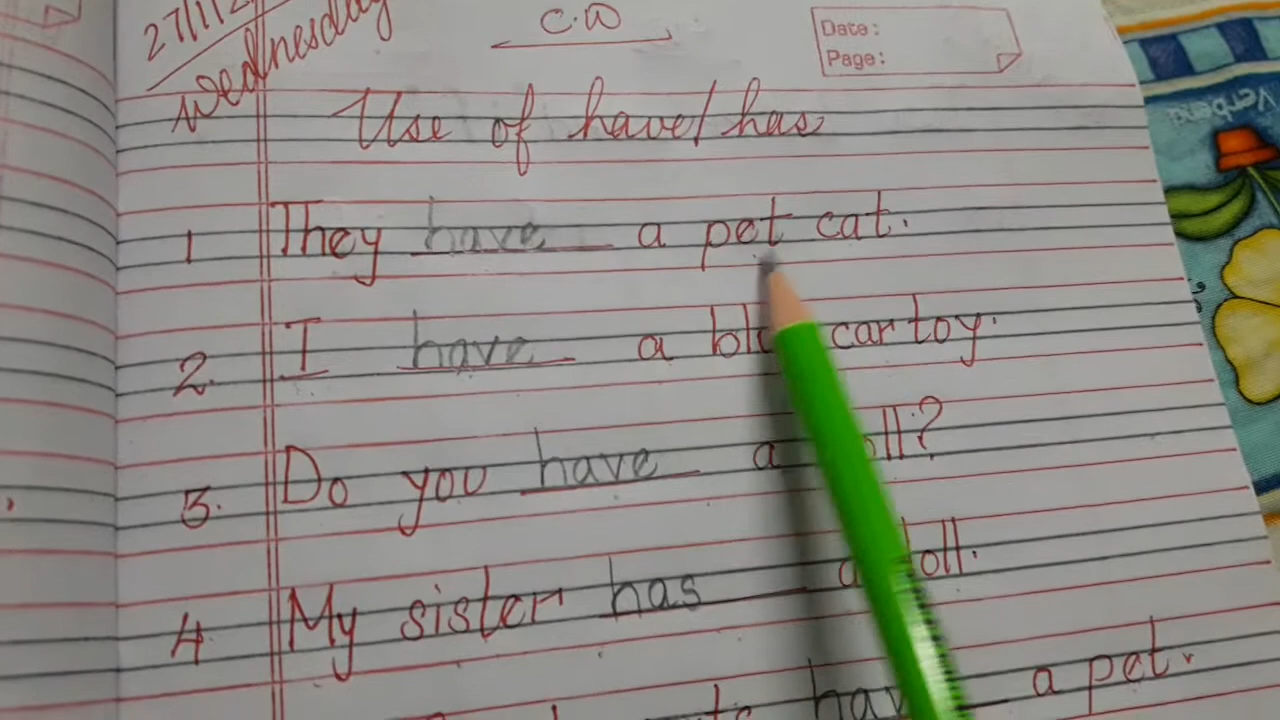 C.W
Date:
Page:
Wednesday
Use of have/has
1 They have a pet cat.
2. I have a car toy.
3. Do you have a
4. My sister has
have a pet.